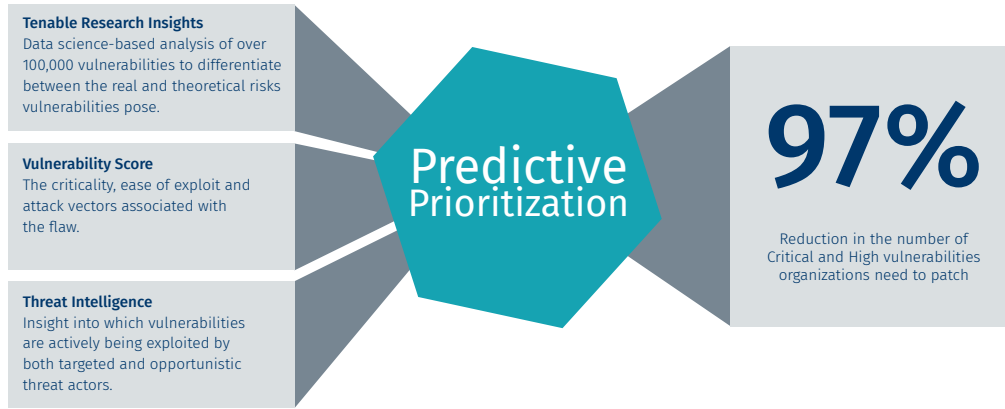 Tenable Research Insights
Data science-based analysis of over
100,000 vulnerabilities to differentiate
between the real and theoretical risks
vulnerabilities pose.
Vulnerability Score
The criticality, ease of exploit and
attack vectors associated with
the flaw.
Threat Intelligence
Insight into which vulnerabilities
are actively being exploited by
both targeted and opportunistic
threat actors.
Predictive
Prioritization
97%
Reduction in the number of
Critical and High vulnerabilities
organizations need to patch